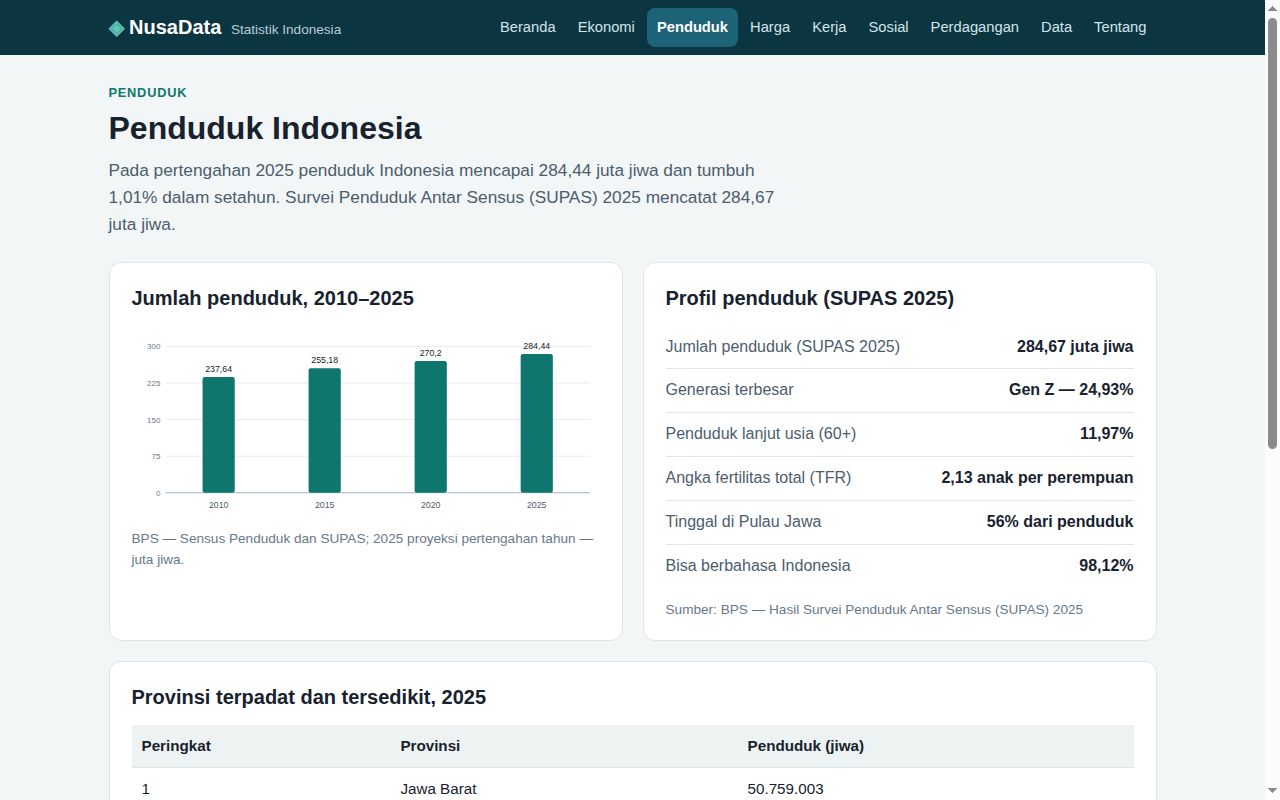 ◈ NusaData Statistik Indonesia
Beranda Ekonomi Penduduk Harga Kerja Sosial Perdagangan Data Tentang
PENDUDUK
Penduduk Indonesia
Pada pertengahan 2025 penduduk Indonesia mencapai 284,44 juta jiwa dan tumbuh
1,01% dalam setahun. Survei Penduduk Antar Sensus (SUPAS) 2025 mencatat 284,67
juta jiwa.
Jumlah penduduk, 2010–2025
300
225
150
75
0
237,64
255,18
270,2
284,44
2010 2015 2020 2025
BPS — Sensus Penduduk dan SUPAS; 2025 proyeksi pertengahan tahun —
juta jiwa.
Profil penduduk (SUPAS 2025)
Jumlah penduduk (SUPAS 2025) 284,67 juta jiwa
Generasi terbesar Gen Z — 24,93%
Penduduk lanjut usia (60+) 11,97%
Angka fertilitas total (TFR) 2,13 anak per perempuan
Tinggal di Pulau Jawa 56% dari penduduk
Bisa berbahasa Indonesia 98,12%
Sumber: BPS — Hasil Survei Penduduk Antar Sensus (SUPAS) 2025
Provinsi terpadat dan tersedikit, 2025
Peringkat Provinsi Penduduk (jiwa)
1 Jawa Barat 50.759.003